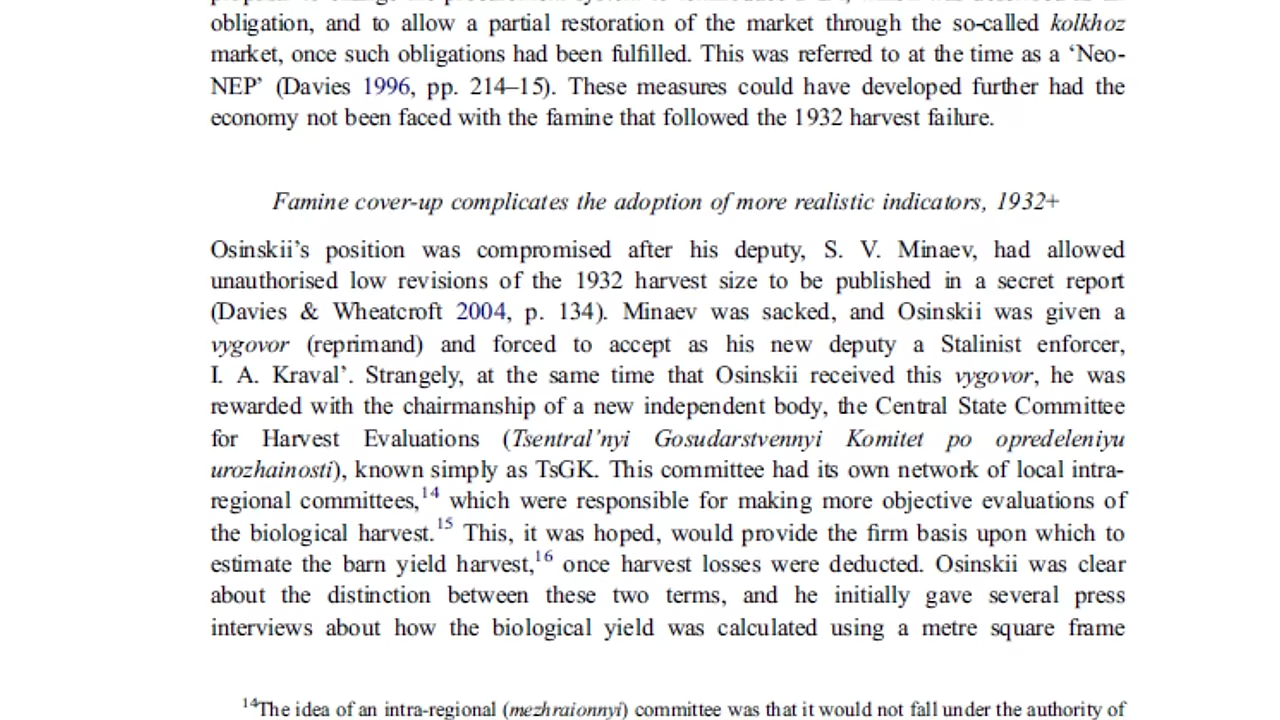 obligation, and to allow a partial restoration of the market through the so-called kolkhoz
market, once such obligations had been fulfilled. This was referred to at the time as a ‘Neo-
NEP’ (Davies 1996, pp. 214–15). These measures could have developed further had the
economy not been faced with the famine that followed the 1932 harvest failure.
Famine cover-up complicates the adoption of more realistic indicators, 1932+
Osinskii’s position was compromised after his deputy, S. V. Minaev, had allowed
unauthorised low revisions of the 1932 harvest size to be published in a secret report
(Davies & Wheatcroft 2004, p. 134). Minaev was sacked, and Osinskii was given a
vygovor (reprimand) and forced to accept as his new deputy a Stalinist enforcer,
I. A. Kraval’. Strangely, at the same time that Osinskii received this vygovor, he was
rewarded with the chairmanship of a new independent body, the Central State Committee
for Harvest Evaluations (Tsentral’nyi Gosudarstvennyi Komitet po opredeleniyu
urozhainosti), known simply as TsGK. This committee had its own network of local intra-
regional committees,14 which were responsible for making more objective evaluations of
the biological harvest.15 This, it was hoped, would provide the firm basis upon which to
estimate the barn yield harvest,16 once harvest losses were deducted. Osinskii was clear
about the distinction between these two terms, and he initially gave several press
interviews about how the biological yield was calculated using a metre square frame
14The idea of an intra-regional (mezhraionnyi) committee was that it would not fall under the authority of